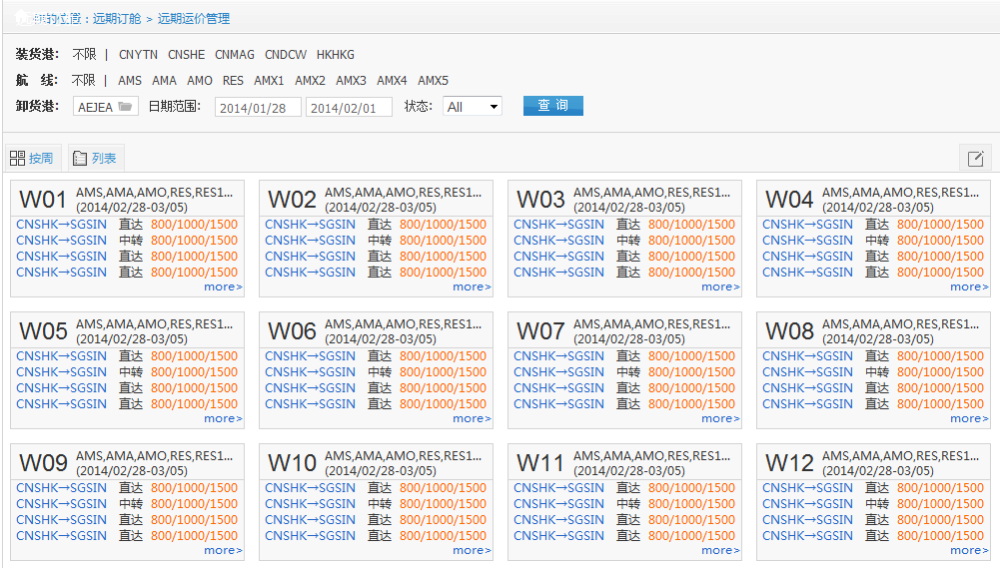 的位置：远期订舱 > 远期运价管理
装货港： 不限 | CNYTN CNSHE CNMAG CNDCW HKHKG
航 线： 不限 | AMS AMA AMO RES AMX1 AMX2 AMX3 AMX4 AMX5
卸货港： AEJEA 日期范围： 2014/01/28 2014/02/01 状态： All 查 询
按周 列表
W01 AMS,AMA,AMO,RES,RES1...
(2014/02/28-03/05)
CNSHK→SGSIN 直达 800/1000/1500
CNSHK→SGSIN 中转 800/1000/1500
CNSHK→SGSIN 直达 800/1000/1500
CNSHK→SGSIN 直达 800/1000/1500
more>
W02 AMS,AMA,AMO,RES,RES1...
(2014/02/28-03/05)
CNSHK→SGSIN 直达 800/1000/1500
CNSHK→SGSIN 中转 800/1000/1500
CNSHK→SGSIN 直达 800/1000/1500
CNSHK→SGSIN 直达 800/1000/1500
more>
W03 AMS,AMA,AMO,RES,RES1...
(2014/02/28-03/05)
CNSHK→SGSIN 直达 800/1000/1500
CNSHK→SGSIN 中转 800/1000/1500
CNSHK→SGSIN 直达 800/1000/1500
CNSHK→SGSIN 直达 800/1000/1500
more>
W04 AMS,AMA,AMO,RES,RES1...
(2014/02/28-03/05)
CNSHK→SGSIN 直达 800/1000/1500
CNSHK→SGSIN 中转 800/1000/1500
CNSHK→SGSIN 直达 800/1000/1500
CNSHK→SGSIN 直达 800/1000/1500
more>
W05 AMS,AMA,AMO,RES,RES1...
(2014/02/28-03/05)
CNSHK→SGSIN 直达 800/1000/1500
CNSHK→SGSIN 中转 800/1000/1500
CNSHK→SGSIN 直达 800/1000/1500
CNSHK→SGSIN 直达 800/1000/1500
more>
W06 AMS,AMA,AMO,RES,RES1...
(2014/02/28-03/05)
CNSHK→SGSIN 直达 800/1000/1500
CNSHK→SGSIN 中转 800/1000/1500
CNSHK→SGSIN 直达 800/1000/1500
CNSHK→SGSIN 直达 800/1000/1500
more>
W07 AMS,AMA,AMO,RES,RES1...
(2014/02/28-03/05)
CNSHK→SGSIN 直达 800/1000/1500
CNSHK→SGSIN 中转 800/1000/1500
CNSHK→SGSIN 直达 800/1000/1500
CNSHK→SGSIN 直达 800/1000/1500
more>
W08 AMS,AMA,AMO,RES,RES1...
(2014/02/28-03/05)
CNSHK→SGSIN 直达 800/1000/1500
CNSHK→SGSIN 中转 800/1000/1500
CNSHK→SGSIN 直达 800/1000/1500
CNSHK→SGSIN 直达 800/1000/1500
more>
W09 AMS,AMA,AMO,RES,RES1...
(2014/02/28-03/05)
CNSHK→SGSIN 直达 800/1000/1500
CNSHK→SGSIN 中转 800/1000/1500
CNSHK→SGSIN 直达 800/1000/1500
CNSHK→SGSIN 直达 800/1000/1500
more>
W10 AMS,AMA,AMO,RES,RES1...
(2014/02/28-03/05)
CNSHK→SGSIN 直达 800/1000/1500
CNSHK→SGSIN 中转 800/1000/1500
CNSHK→SGSIN 直达 800/1000/1500
CNSHK→SGSIN 直达 800/1000/1500
more>
W11 AMS,AMA,AMO,RES,RES1...
(2014/02/28-03/05)
CNSHK→SGSIN 直达 800/1000/1500
CNSHK→SGSIN 中转 800/1000/1500
CNSHK→SGSIN 直达 800/1000/1500
CNSHK→SGSIN 直达 800/1000/1500
more>
W12 AMS,AMA,AMO,RES,RES1...
(2014/02/28-03/05)
CNSHK→SGSIN 直达 800/1000/1500
CNSHK→SGSIN 中转 800/1000/1500
CNSHK→SGSIN 直达 800/1000/1500
CNSHK→SGSIN 直达 800/1000/1500
more>